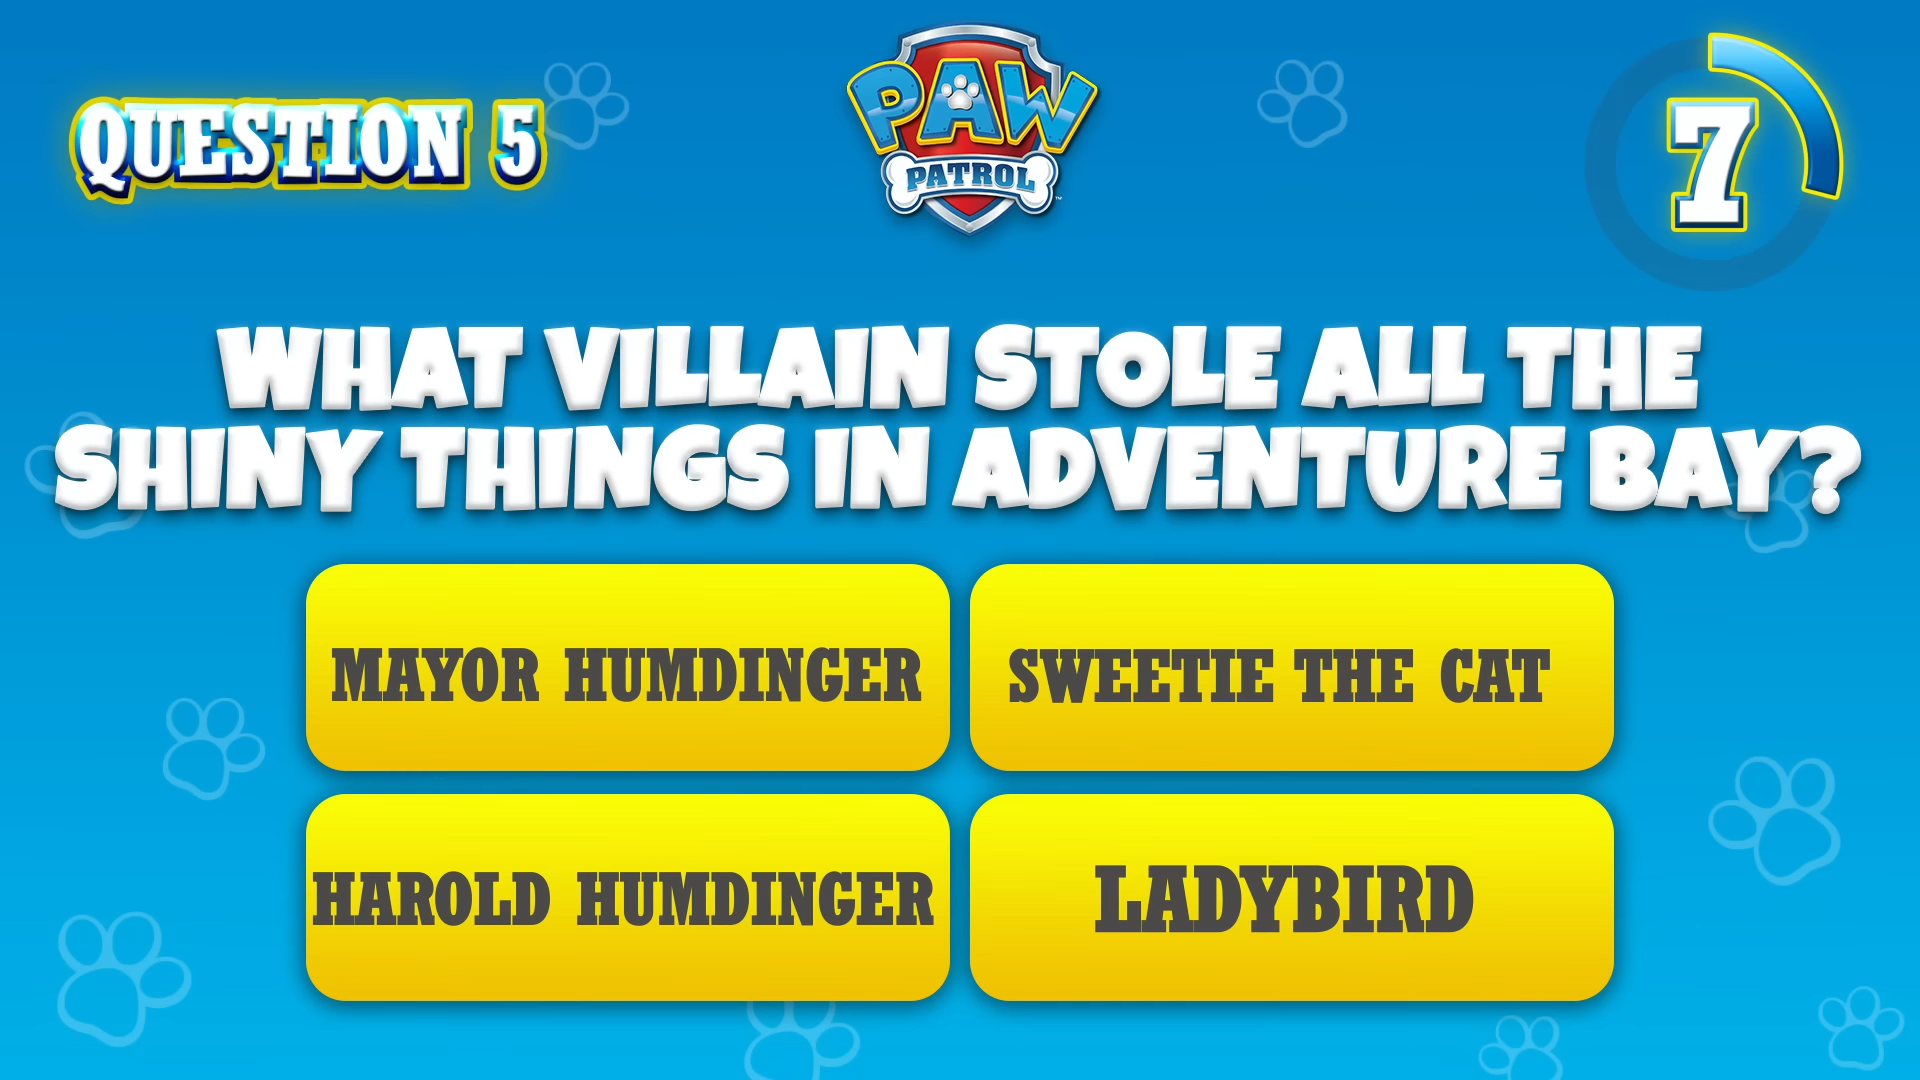 QUESTION 5
PAW
PATROL
™
7
WHAT VILLAIN STOLE ALL THE
SHINY THINGS IN ADVENTURE BAY?
MAYOR HUMDINGER
SWEETIE THE CAT
HAROLD HUMDINGER
LADYBIRD